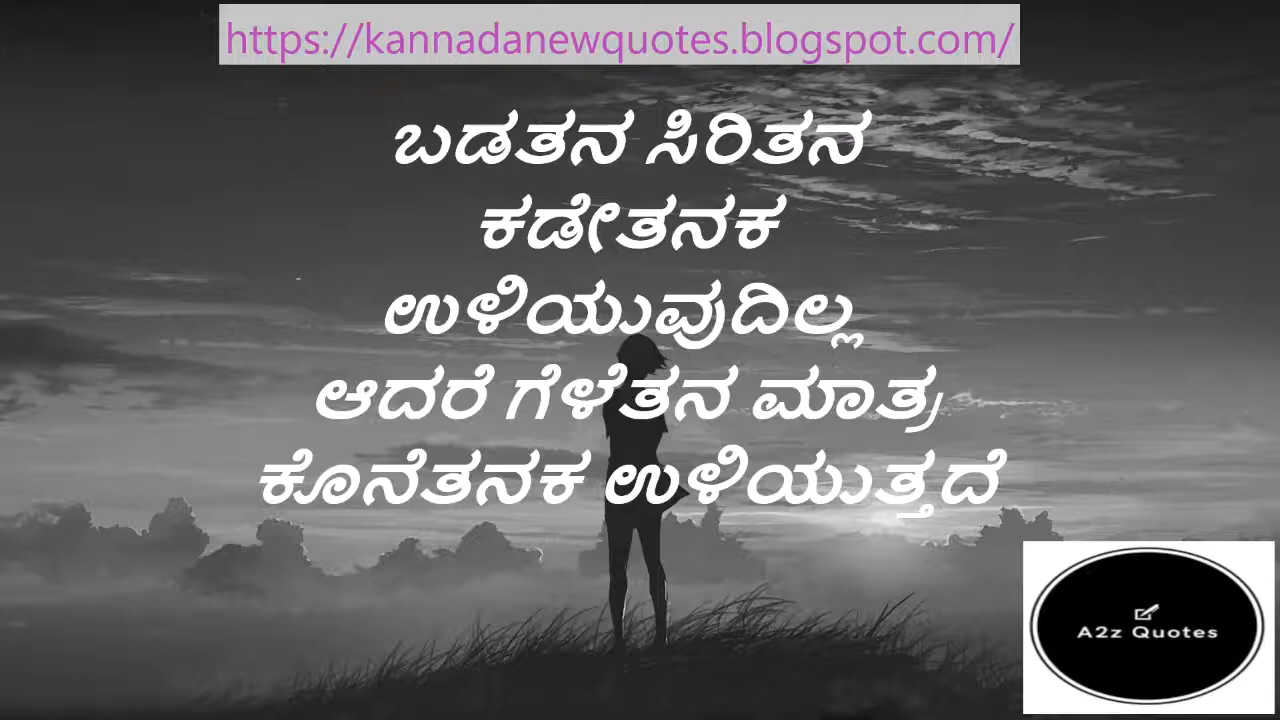 https://kannadanewquotes.blogspot.com/
ಬಡತನ ಸಿರಿತನ
ಕಡೇತನಕ
ಉಳಿಯುವುದಿಲ್ಲ
ಆದರೆ ಗೆಳೆತನ ಮಾತ್ರ
ಕೊನೆತನಕ ಉಳಿಯುತ್ತದೆ
A2z Quotes